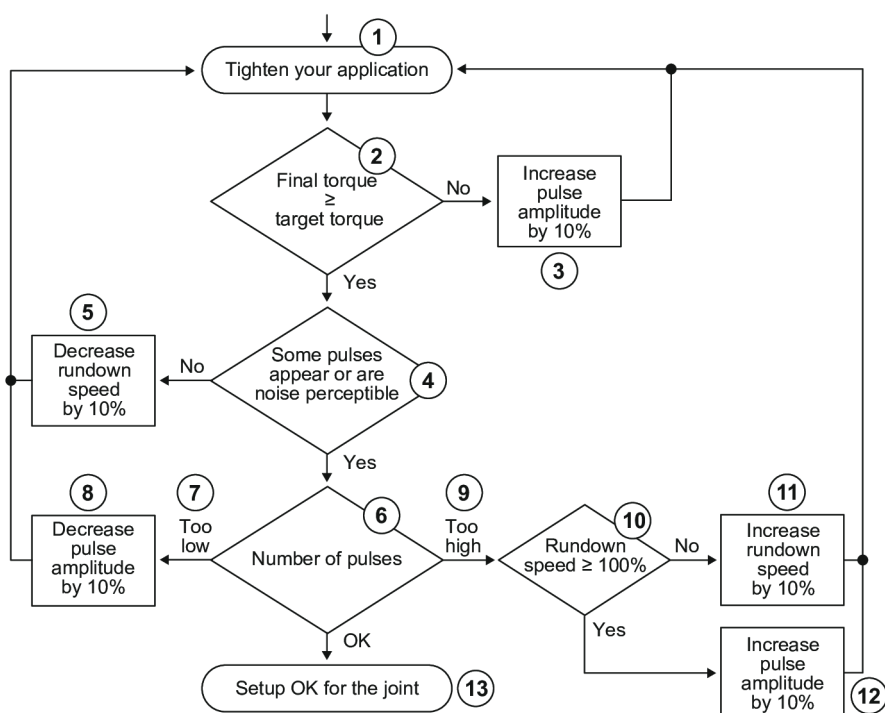 1
Tighten your application
2
Final torque
≥
target torque
No
Increase
pulse
amplitude
by 10%
3
Yes
5
Decrease
rundown
speed
by 10%
No
Some pulses
appear or are
noise perceptible
4
Yes
8
Decrease
pulse
amplitude
by 10%
7
Too
low
6
Number of pulses
9
Too
high
10
Rundown
speed ≥ 100%
No
11
Increase
rundown
speed
by 10%
Yes
Increase
pulse
amplitude
by 10%
12
OK
Setup OK for the joint
13